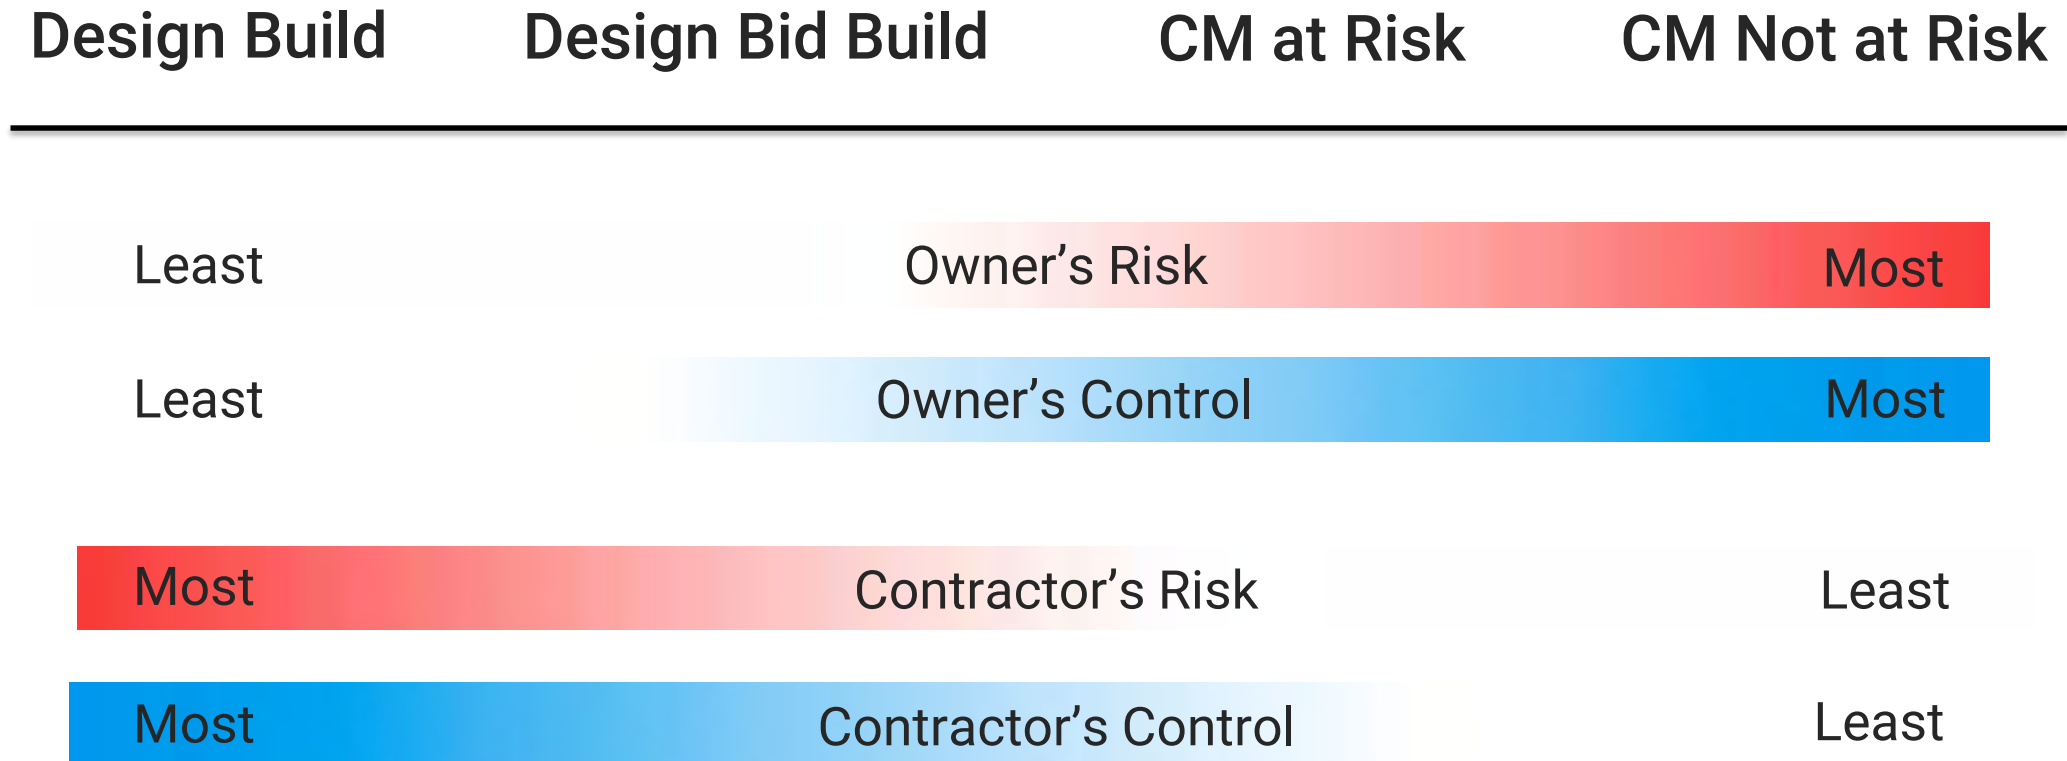 Design Build Design Bid Build CM at Risk CM Not at Risk
Least Owner’s Risk Most
Least Owner’s Control Most
Most Contractor’s Risk Least
Most Contractor’s Control Least